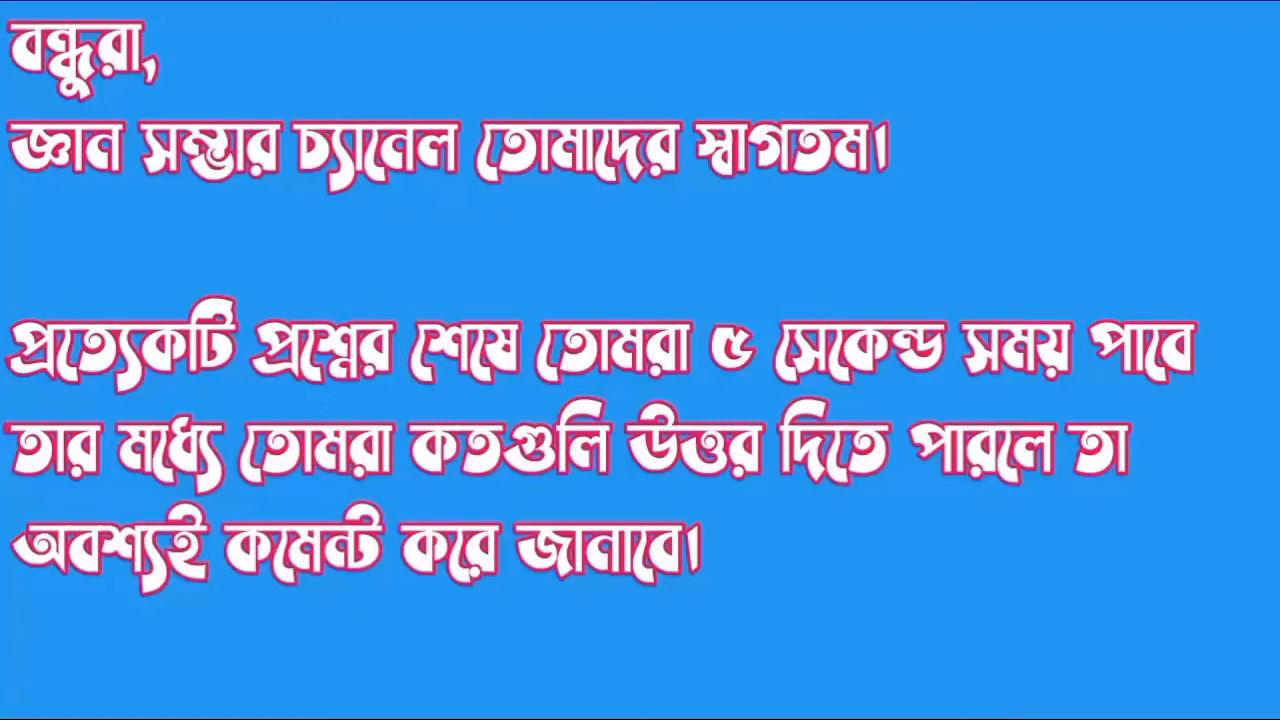 বন্ধুরা,
জ্ঞান সম্ভার চ্যানেল তোমাদের স্বাগতম।
প্রত্যেকটি প্রশ্নের শেষে তোমরা ৫ সেকেন্ড সময় পাবে
তার মধ্যে তোমরা কতগুলি উত্তর দিতে পারলে তা
অবশ্যই কমেন্ট করে জানাবে।